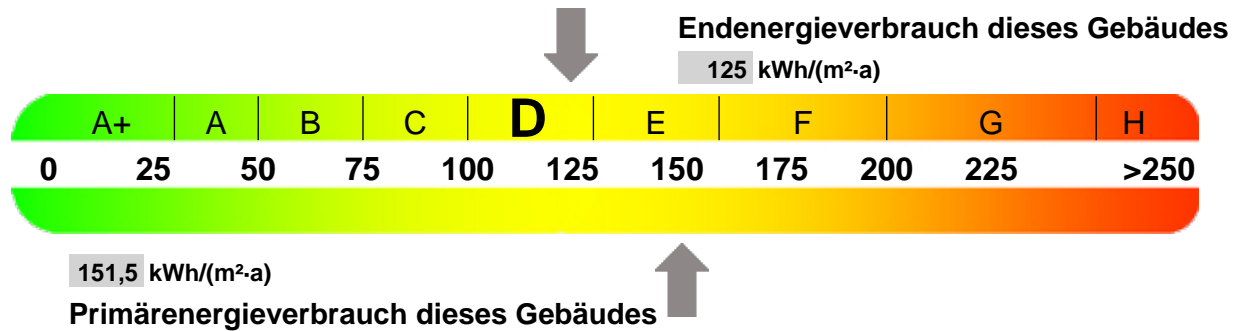 Endenergieverbrauch dieses Gebäudes
125 kWh/(m²·a)
A+ A B C D E F G H
0 25 50 75 100 125 150 175 200 225 >250
151,5 kWh/(m²·a)
Primärenergieverbrauch dieses Gebäudes